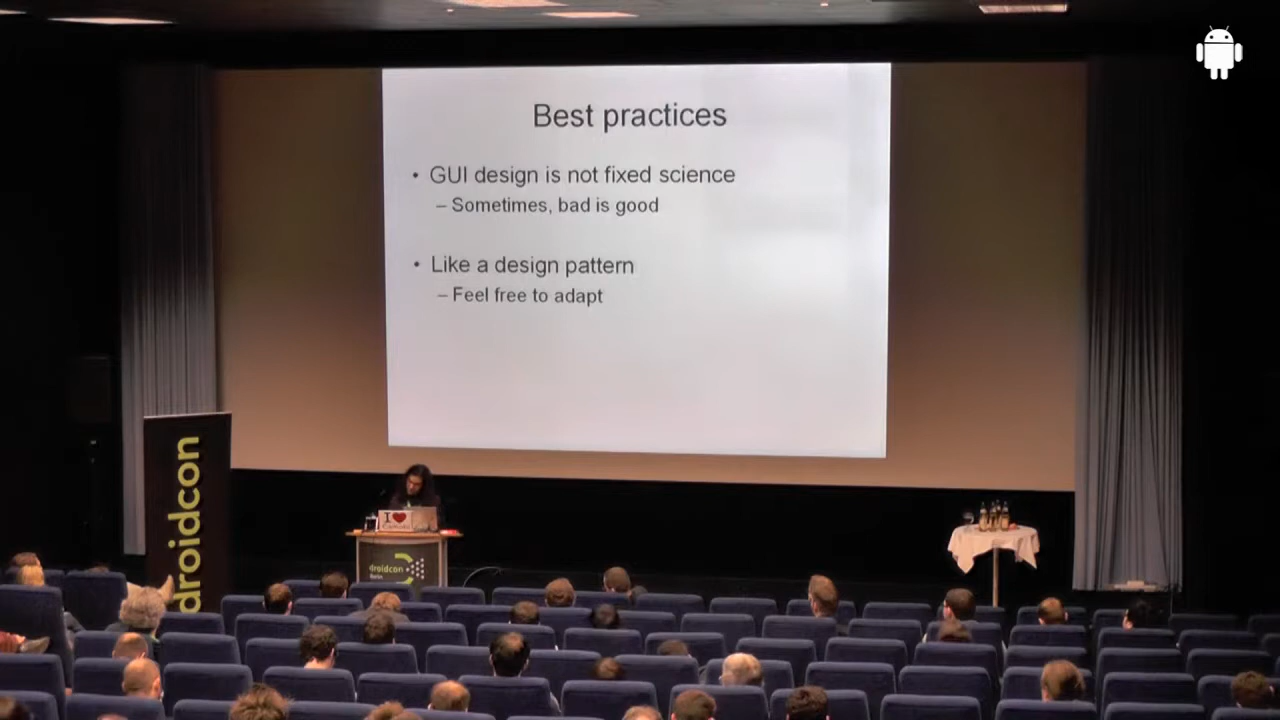 Best practices
• GUI design is not fixed science
– Sometimes, bad is good
• Like a design pattern
– Feel free to adapt
droidcon
I ❤
droidcon